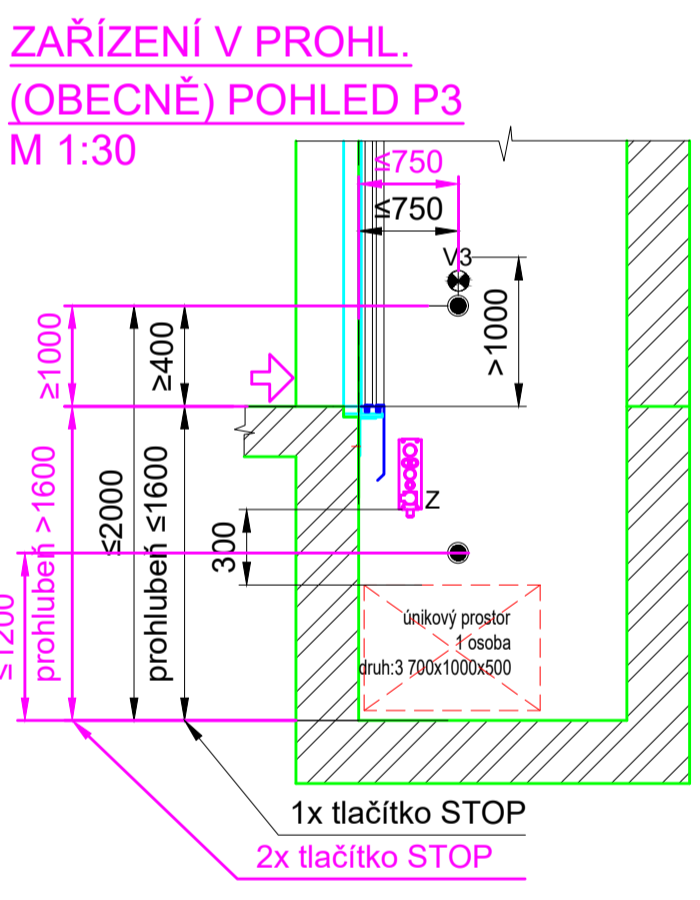 ZAŘÍZENÍ V PROHL.
(OBECNĚ) POHLED P3
M 1:30
≤750
≤750
V3
>1000
≥1000
≥400
≤2000
prohlubeň >1600
prohlubeň ≤1600
≤1200
300
Z
únikový prostor
1 osoba
druh:3 700x1000x500
1x tlačítko STOP
2x tlačítko STOP